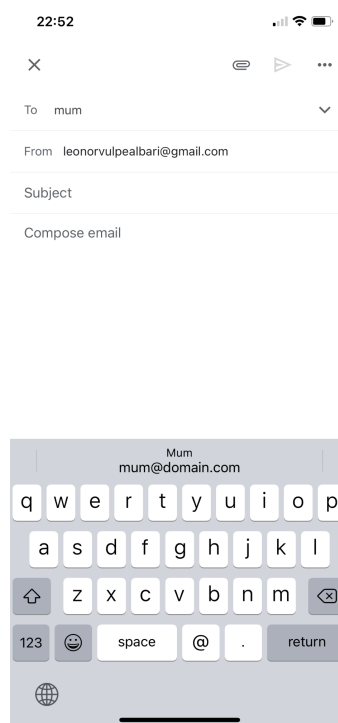 22:52
To mum
From leonorvulpealbari@gmail.com
Subject
Compose email
Mum
mum@domain.com
q w e r t y u i o p
a s d f g h j k l
z x c v b n m
123 space @ . return